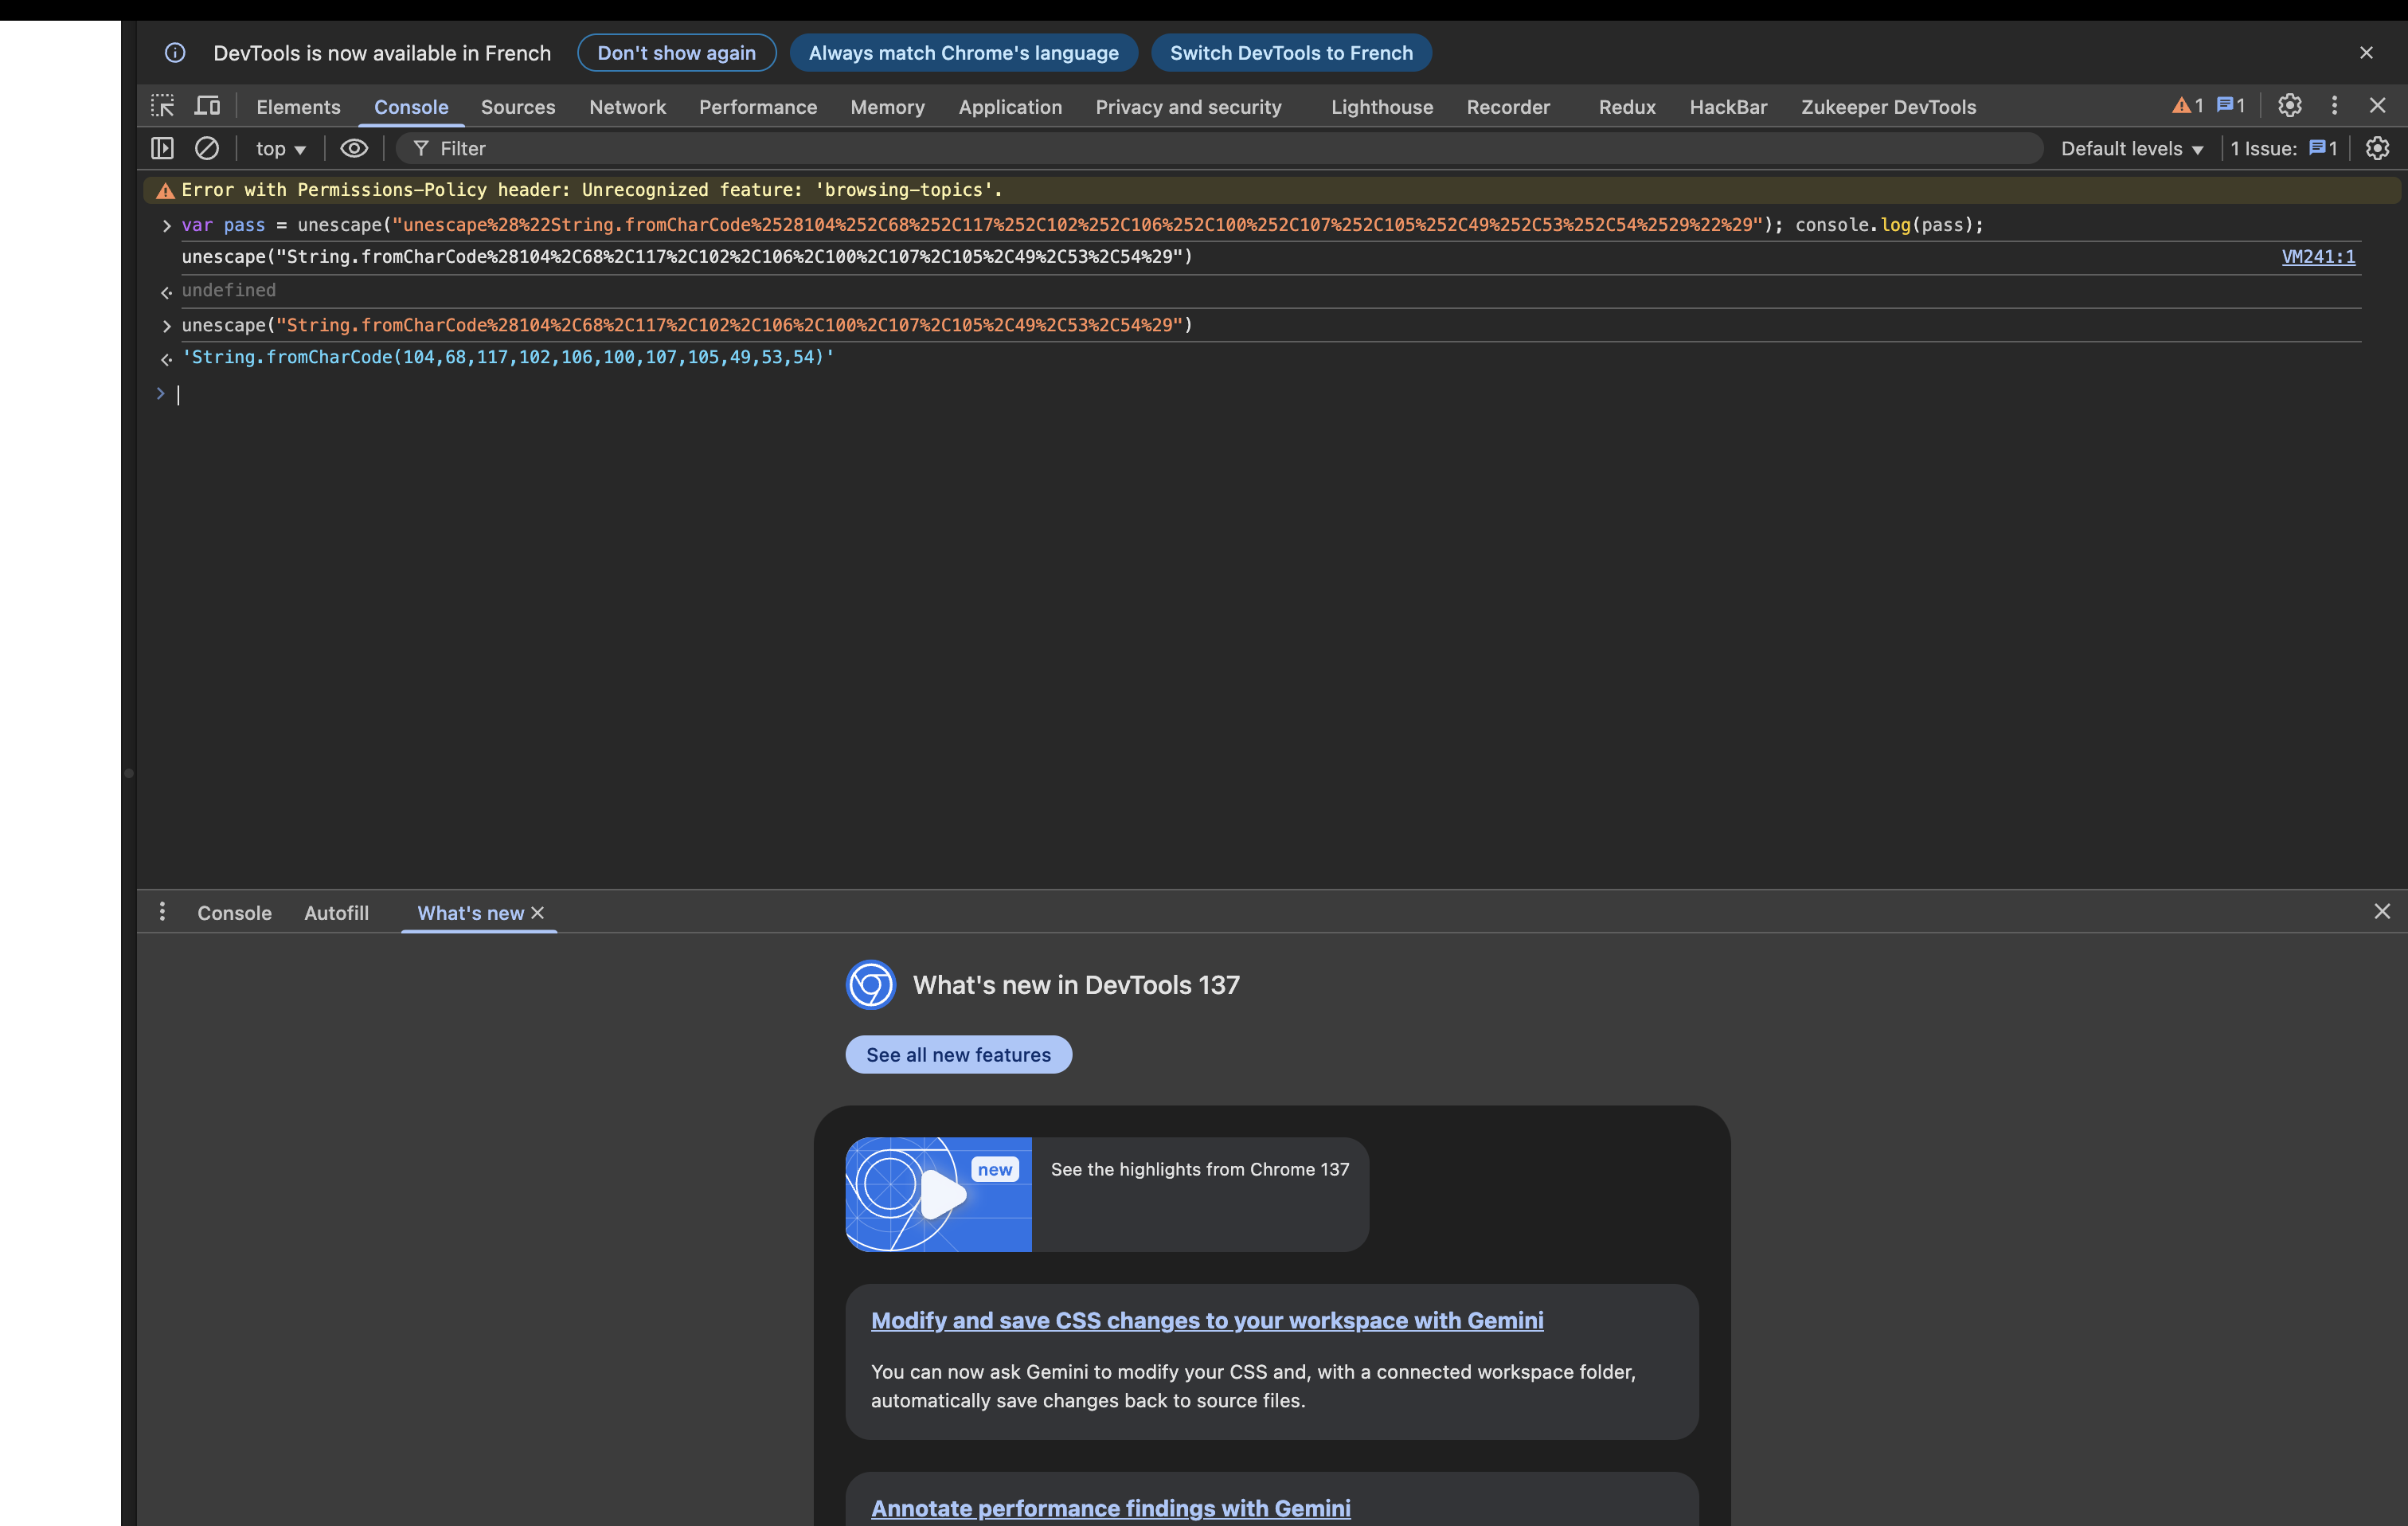 DevTools is now available in French Don't show again Always match Chrome's language Switch DevTools to French
Elements Console Sources Network Performance Memory Application Privacy and security Lighthouse Recorder Redux HackBar Zukeeper DevTools 1 1
top Filter Default levels 1 Issue: 1
Error with Permissions-Policy header: Unrecognized feature: 'browsing-topics'.
var pass = unescape("unescape%28%22String.fromCharCode%2528104%252C68%252C117%252C102%252C106%252C100%252C107%252C105%252C49%252C53%252C54%2529%22%29"); console.log(pass);
unescape("String.fromCharCode%28104%2C68%2C117%2C102%2C106%2C100%2C107%2C105%2C49%2C53%2C54%29") VM241:1
undefined
unescape("String.fromCharCode%28104%2C68%2C117%2C102%2C106%2C100%2C107%2C105%2C49%2C53%2C54%29")
'String.fromCharCode(104,68,117,102,106,100,107,105,49,53,54)'
Console Autofill What's new
What's new in DevTools 137
See all new features
new See the highlights from Chrome 137
Modify and save CSS changes to your workspace with Gemini
You can now ask Gemini to modify your CSS and, with a connected workspace folder,
automatically save changes back to source files.
Annotate performance findings with Gemini